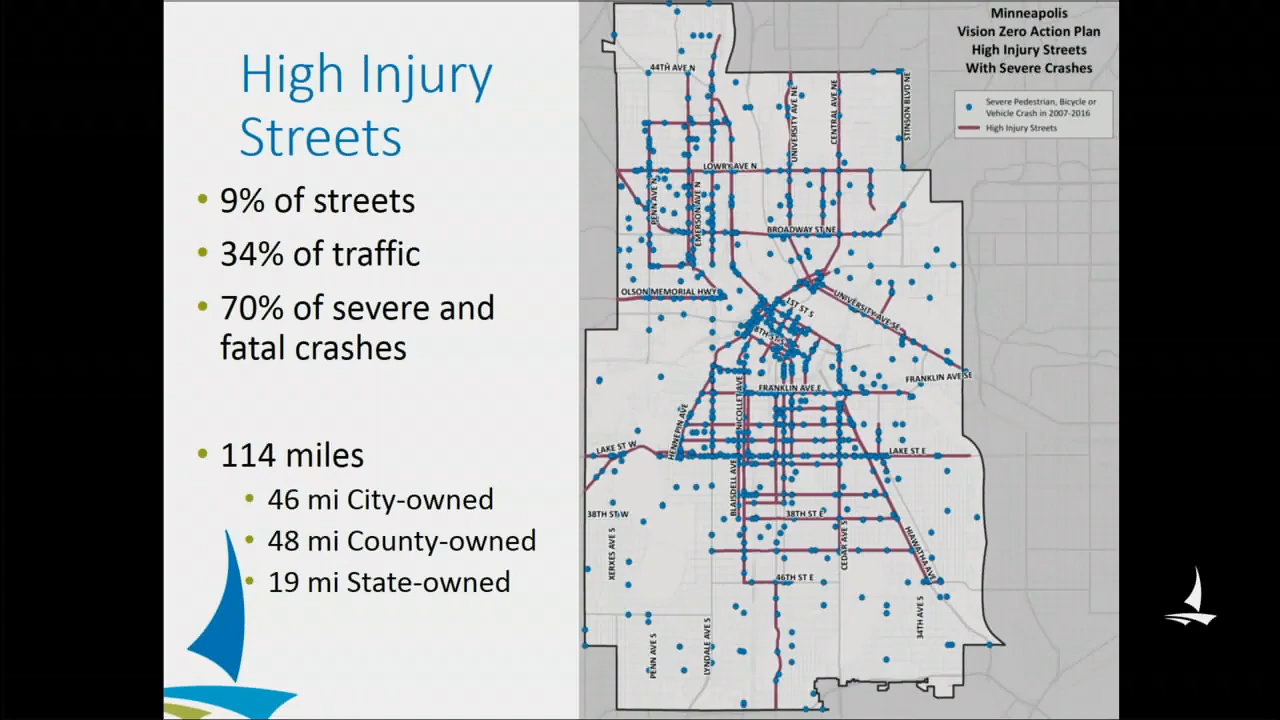 High Injury
Streets
• 9% of streets
• 34% of traffic
• 70% of severe and
fatal crashes
• 114 miles
• 46 mi City-owned
• 48 mi County-owned
• 19 mi State-owned
Minneapolis
Vision Zero Action Plan
High Injury Streets
With Severe Crashes
Severe Pedestrian, Bicycle or
Vehicle Crash in 2007-2016
High Injury Streets
44TH AVE N
UNIVERSITY AVE NE
CENTRAL AVE NE
STINSON BLVD NE
LOWRY AVE N
PENN AVE N
EMERSON AVE N
BROADWAY ST NE
OLSON MEMORIAL HWY
1ST ST S
UNIVERSITY AVE SE
8TH ST S
FRANKLIN AVE SE
FRANKLIN AVE E
NICOLLET AVE
HENNEPIN AVE
LAKE ST W
LAKE ST E
BLAISDELL AVE
38TH ST W
38TH ST E
XERXES AVE S
CEDAR AVE S
HIAWATHA AVE
46TH ST E
34TH AVE S
PENN AVE S
LYNDALE AVE S